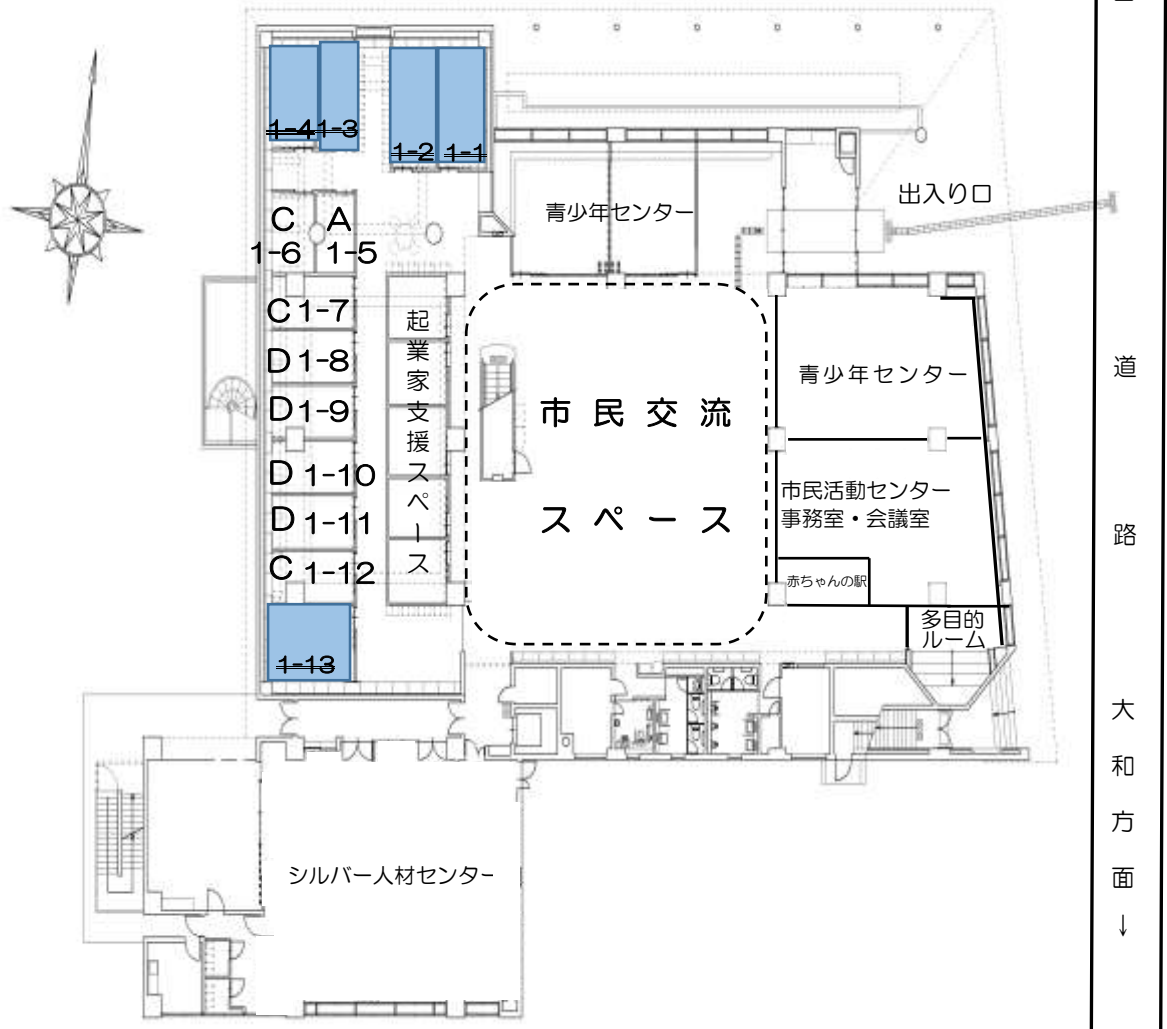 1-4 1-3
1-2 1-1
出入り口
青少年センター
C A
1-6 1-5
C 1-7
D 1-8
D 1-9
D 1-10
D 1-11
C 1-12
1-13
起業家支援スペース
市民交流
スペース
青少年センター
市民活動センター
事務室・会議室
赤ちゃんの駅
多目的
ルーム
シルバー人材センター
道路
大和方面↓